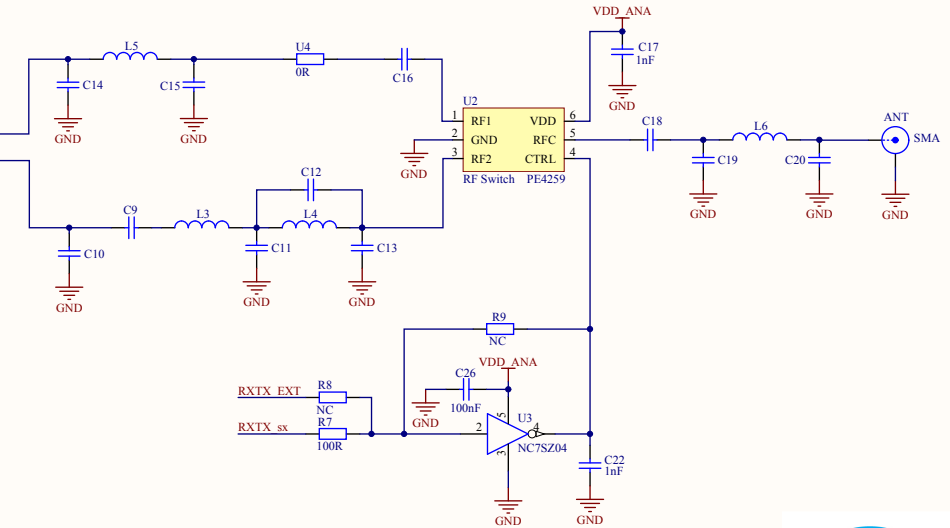 VDD_ANA
L5
U4
C17
1nF
C14
C15
0R
C16
GND
GND
GND
U2
1
RF1
VDD
6
2
GND
RFC
5
3
RF2
CTRL
4
RF Switch
PE4259
GND
C18
L6
ANT
SMA
C19
C20
GND
GND
GND
C12
C9
L3
L4
C10
C11
C13
GND
GND
GND
R9
NC
VDD_ANA
C26
100nF
GND
RXTX_EXT
R8
NC
RXTX_sx
R7
100R
2
5
3
4
U3
NC7SZ04
C22
1nF
GND
GND